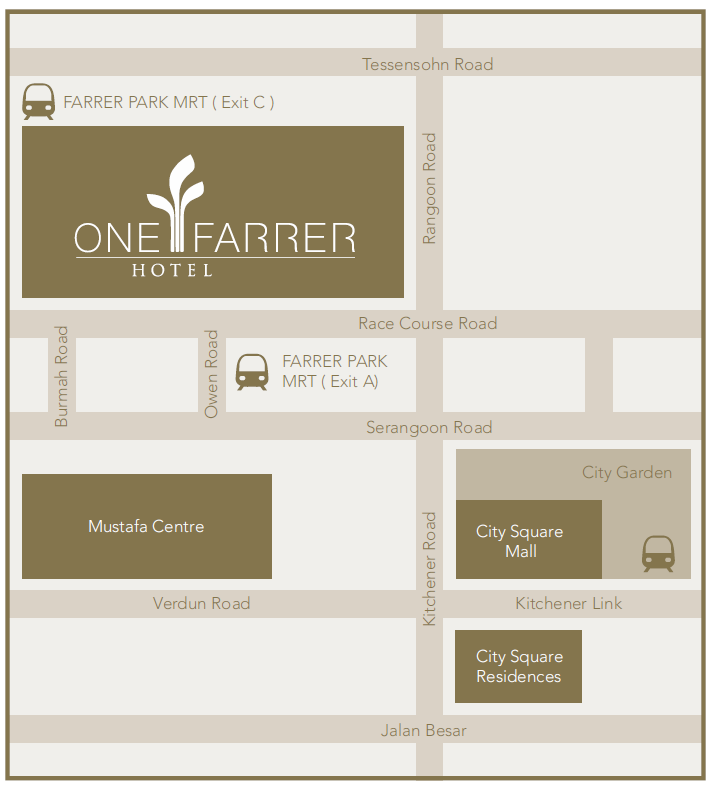 Tessensohn Road
FARRER PARK MRT ( Exit C )
Rangoon Road
ONE FARRER
HOTEL
Race Course Road
Burmah Road
Owen Road
FARRER PARK
MRT ( Exit A)
Serangoon Road
City Garden
Mustafa Centre
City Square
Mall
Kitchener Road
Verdun Road
Kitchener Link
City Square
Residences
Jalan Besar